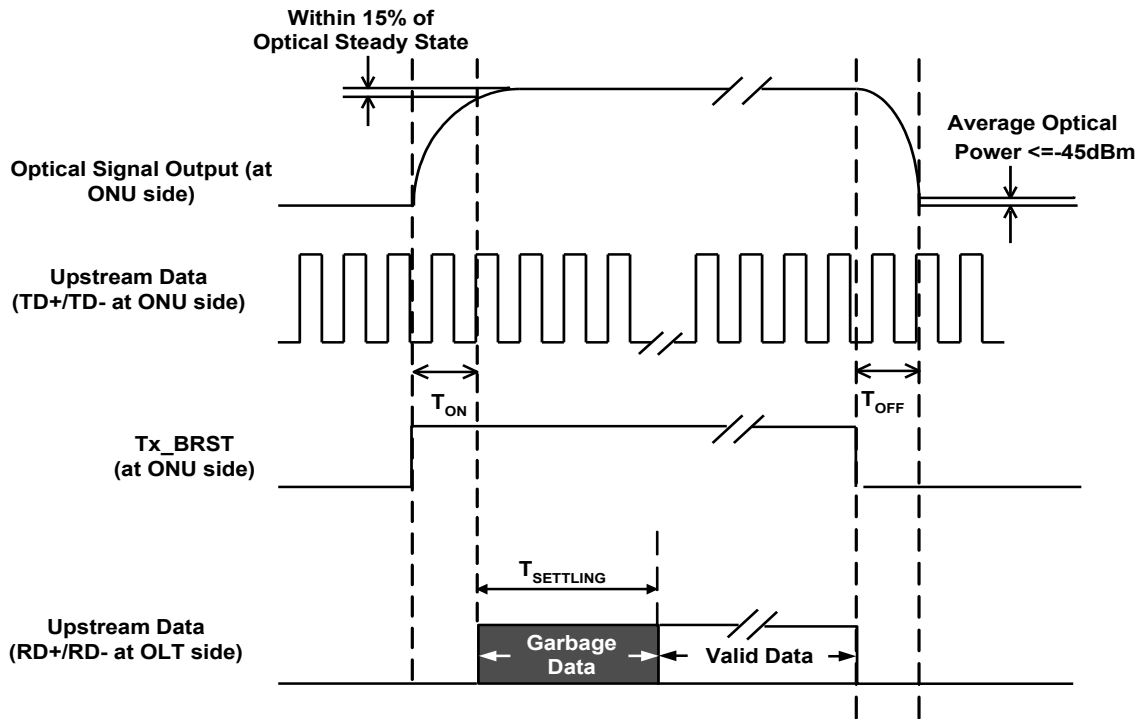 Within 15% of
Optical Steady State
Average Optical
Power <=-45dBm
Optical Signal Output (at
ONU side)
Upstream Data
(TD+/TD- at ONU side)
TON
TOFF
Tx_BRST
(at ONU side)
TSETTLING
Upstream Data
(RD+/RD- at OLT side)
Garbage
Data
Valid Data